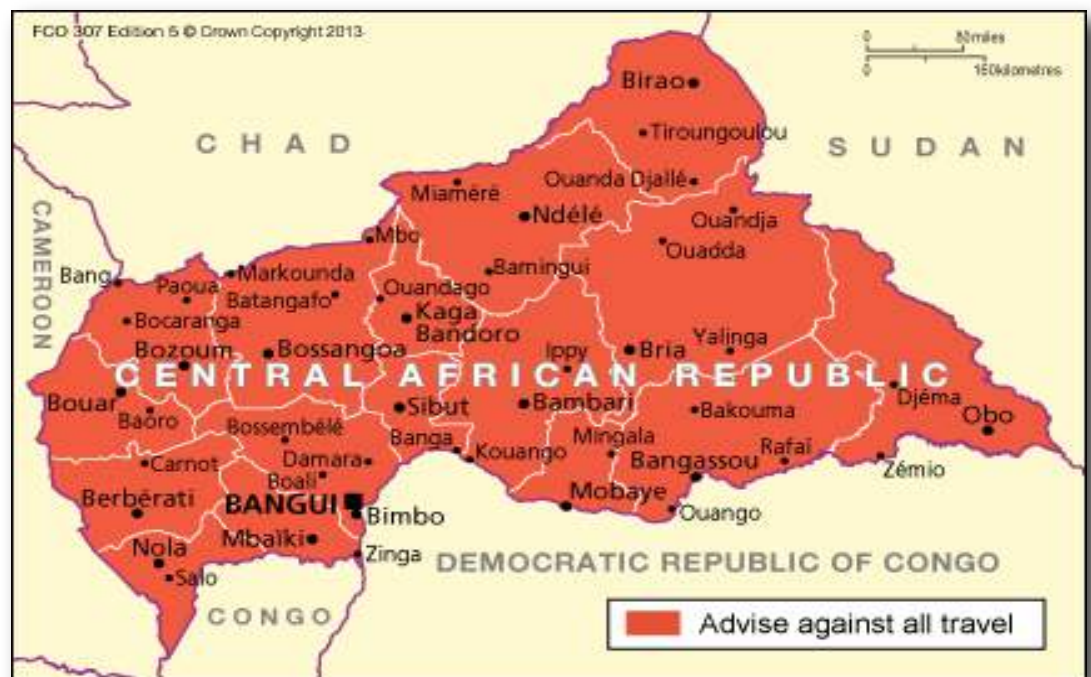 FCO 307 Edition 5 © Crown Copyright 2013
0 80miles
0 160kilometres
Birao
CHAD
Tiroungoulou
SUDAN
Miaméré
Ouanda Djallé
CAMEROON
Ndélé
Ouandja
Mbo
Ouadda
Bang
Markounda
Bamingui
Paoua
Batangafo
Ouandago
Bocaranga
Kaga
Bandoro
Bozoum
Bossangoa
Ippy
Bria
Yalinga
CENTRAL AFRICAN REPUBLIC
Bouar
Sibut
Bambari
Djéma
Baoro
Bakouma
Obo
Bossembélé
Banga
Mingala
Carnot
Damara
Kouango
Rafaï
Boali
Bangassou
Zémio
Berbérati
BANGUI
Mobaye
Bimbo
Ouango
Nola
Mbaïki
Zinga
DEMOCRATIC REPUBLIC OF CONGO
Salo
CONGO
Advise against all travel